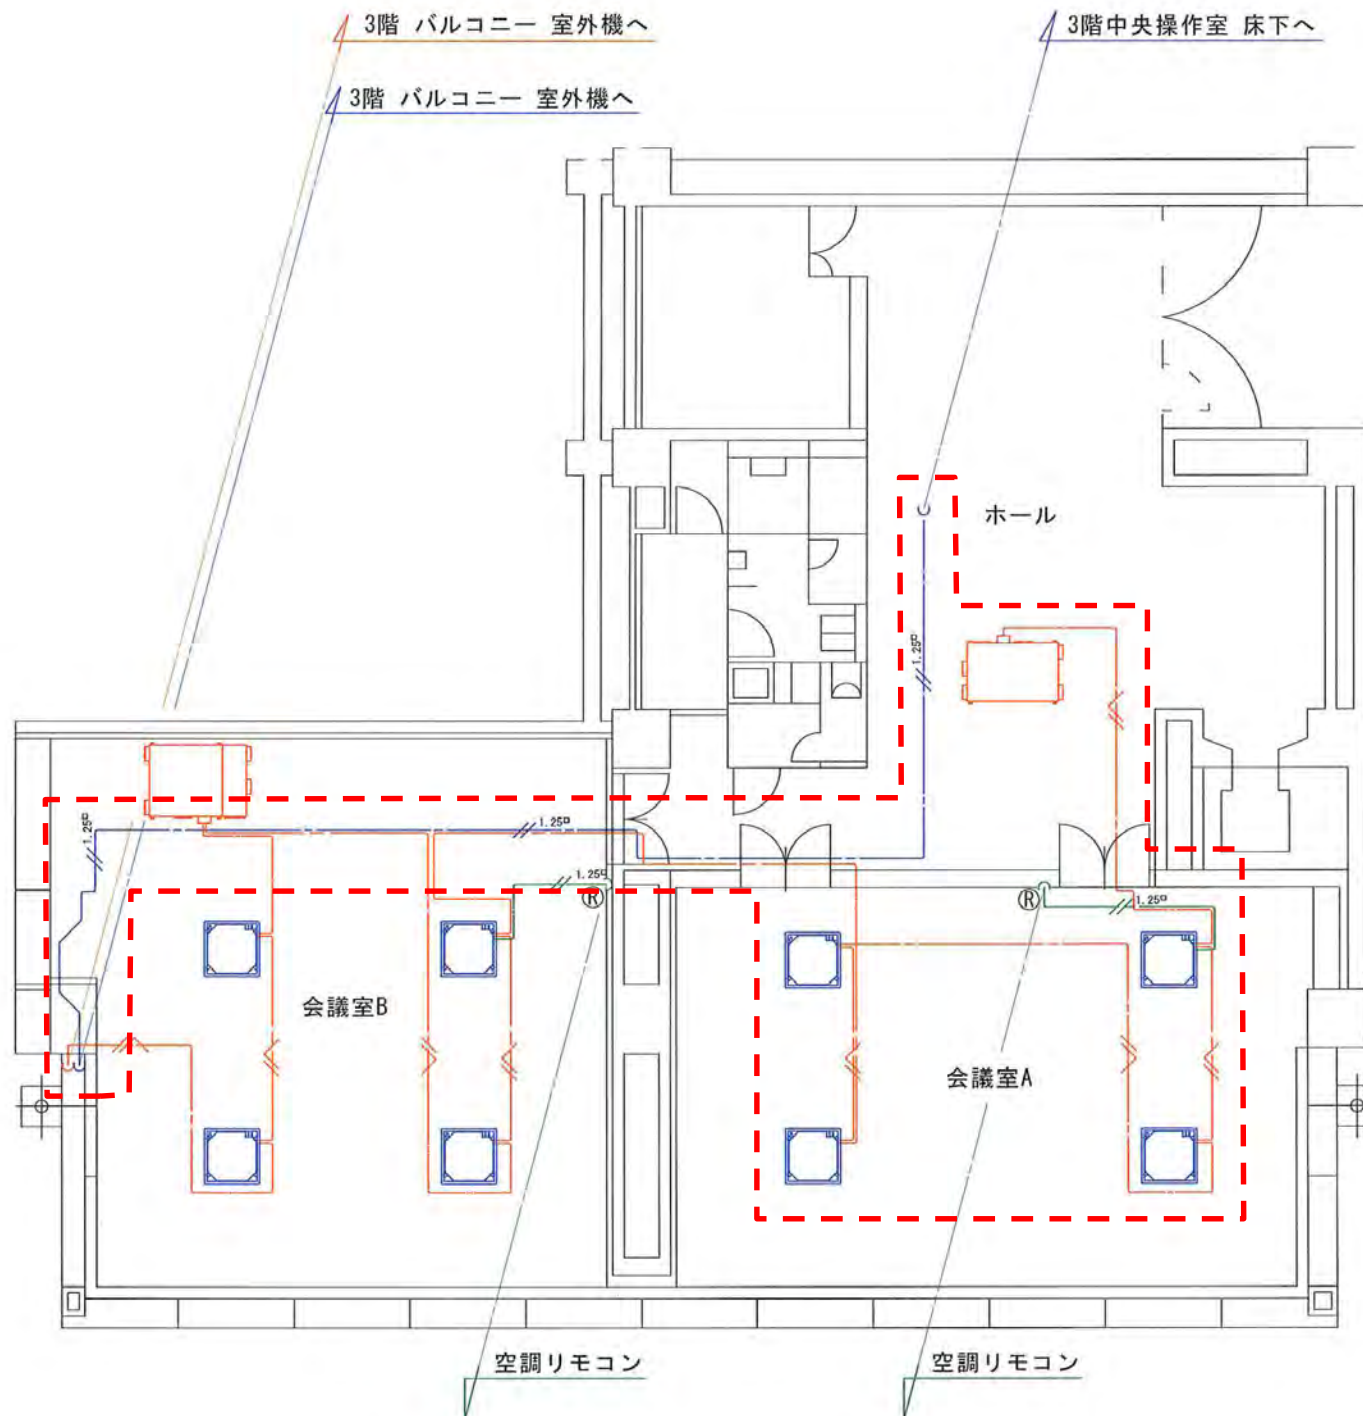 3階 バルコニー 室外機へ
3階中央操作室 床下へ
3階 バルコニー 室外機へ
ホール
1.25□
1.25□
1.25□
1.25□
Ⓡ
Ⓡ
1.25□
会議室B
会議室A
空調リモコン
空調リモコン